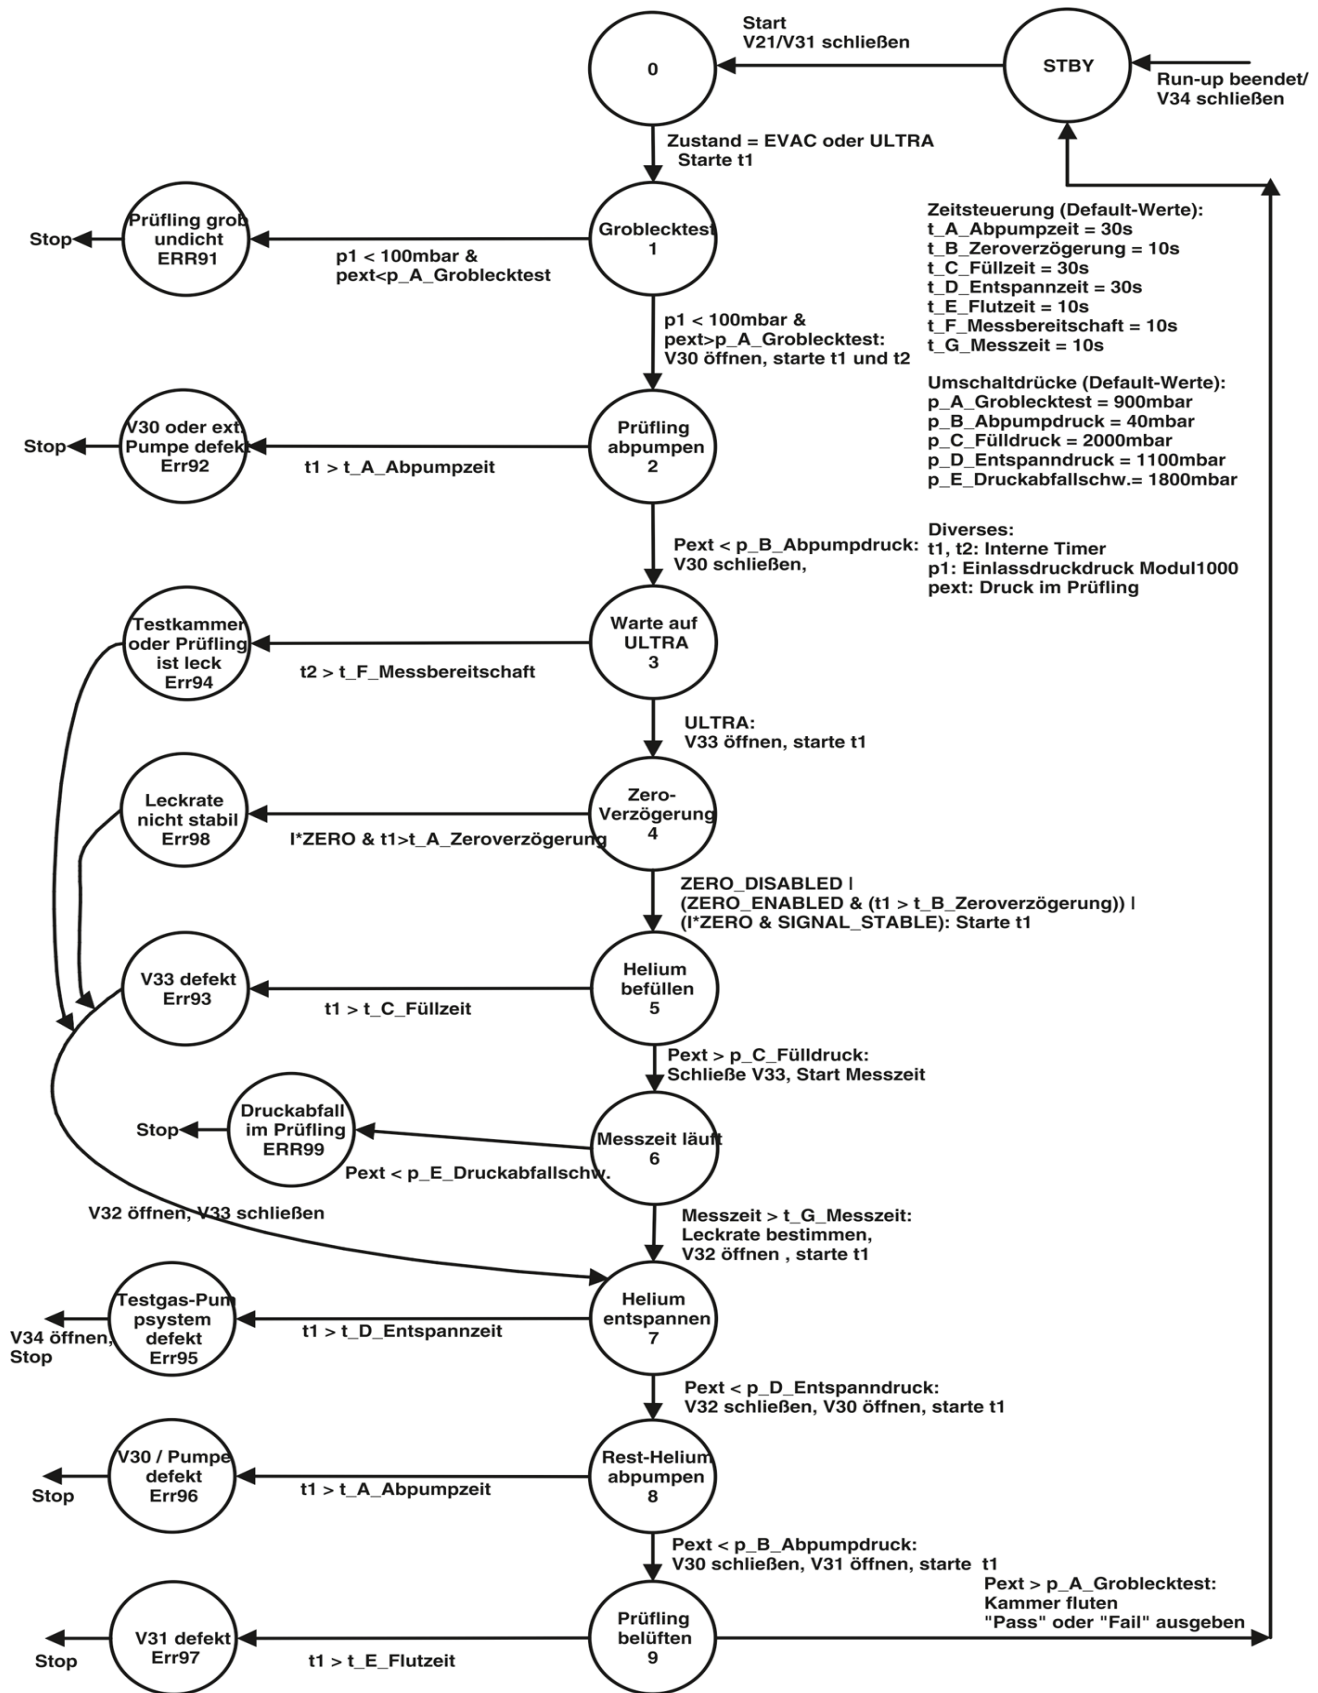 Start
V21/V31 schließen
0
STBY
Run-up beendet/
V34 schließen
Zustand = EVAC oder ULTRA
Starte t1
Prüfling grob
undicht
ERR91
Stop
p1 < 100mbar &
pext<p_A_Groblecktest
Groblecktest
1
Zeitsteuerung (Default-Werte):
t_A_Abpumpzeit = 30s
t_B_Zeroverzögerung = 10s
t_C_Füllzeit = 30s
t_D_Entspannzeit = 30s
t_E_Flutzeit = 10s
t_F_Messbereitschaft = 10s
t_G_Messzeit = 10s
p1 < 100mbar &
pext>p_A_Groblecktest:
V30 öffnen, starte t1 und t2
Umschaltdrücke (Default-Werte):
p_A_Groblecktest = 900mbar
p_B_Abpumpdruck = 40mbar
p_C_Fülldruck = 2000mbar
p_D_Entspanndruck = 1100mbar
p_E_Druckabfallschw.= 1800mbar
V30 oder ext.
Pumpe defekt
Err92
Stop
t1 > t_A_Abpumpzeit
Prüfling
abpumpen
2
Diverses:
t1, t2: Interne Timer
p1: Einlassdruckdruck Modul1000
pext: Druck im Prüfling
Pext < p_B_Abpumpdruck:
V30 schließen,
Testkammer
oder Prüfling
ist leck
Err94
t2 > t_F_Messbereitschaft
Warte auf
ULTRA
3
ULTRA:
V33 öffnen, starte t1
Leckrate
nicht stabil
Err98
I*ZERO & t1>t_A_Zeroverzögerung
Zero-
Verzögerung
4
ZERO_DISABLED I
(ZERO_ENABLED & (t1 > t_B_Zeroverzögerung)) I
(I*ZERO & SIGNAL_STABLE): Starte t1
V33 defekt
Err93
t1 > t_C_Füllzeit
Helium
befüllen
5
Pext > p_C_Fülldruck:
Schließe V33, Start Messzeit
Druckabfall
im Prüfling
ERR99
Stop
Pext < p_E_Druckabfallschw.
Messzeit läuft
6
V32 öffnen, V33 schließen
Messzeit > t_G_Messzeit:
Leckrate bestimmen,
V32 öffnen , starte t1
Testgas-Pum
psystem
defekt
Err95
V34 öffnen,
Stop
t1 > t_D_Entspannzeit
Helium
entspannen
7
Pext < p_D_Entspanndruck:
V32 schließen, V30 öffnen, starte t1
V30 / Pumpe
defekt
Err96
Stop
t1 > t_A_Abpumpzeit
Rest-Helium
abpumpen
8
Pext < p_B_Abpumpdruck:
V30 schließen, V31 öffnen, starte t1
V31 defekt
Err97
Stop
t1 > t_E_Flutzeit
Prüfling
belüften
9
Pext > p_A_Groblecktest:
Kammer fluten
"Pass" oder "Fail" ausgeben